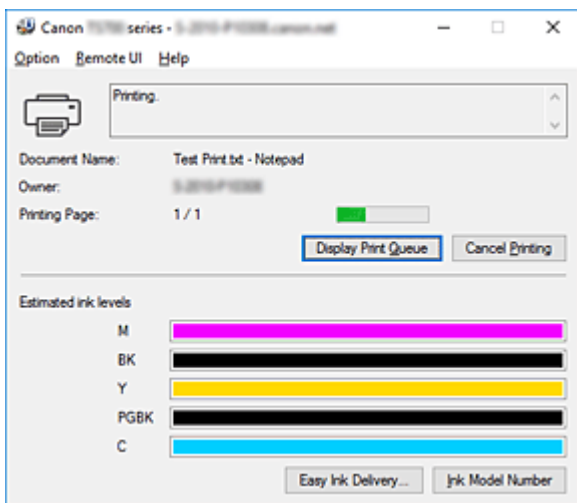 Canon series -
Option Remote UI Help
Printing.
Document Name: Test Print.txt - Notepad
Owner:
Printing Page: 1 / 1
Display Print Queue Cancel Printing
Estimated ink levels
M
BK
Y
PGBK
C
Easy Ink Delivery... Ink Model Number